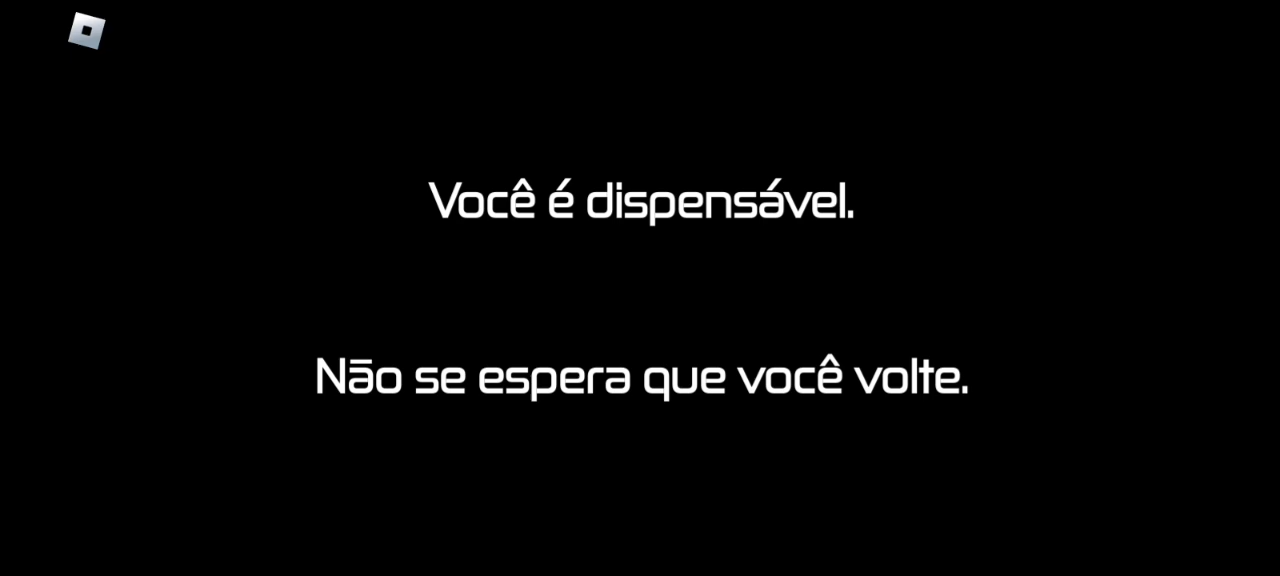 Você é dispensável.
Não se espera que você volte.